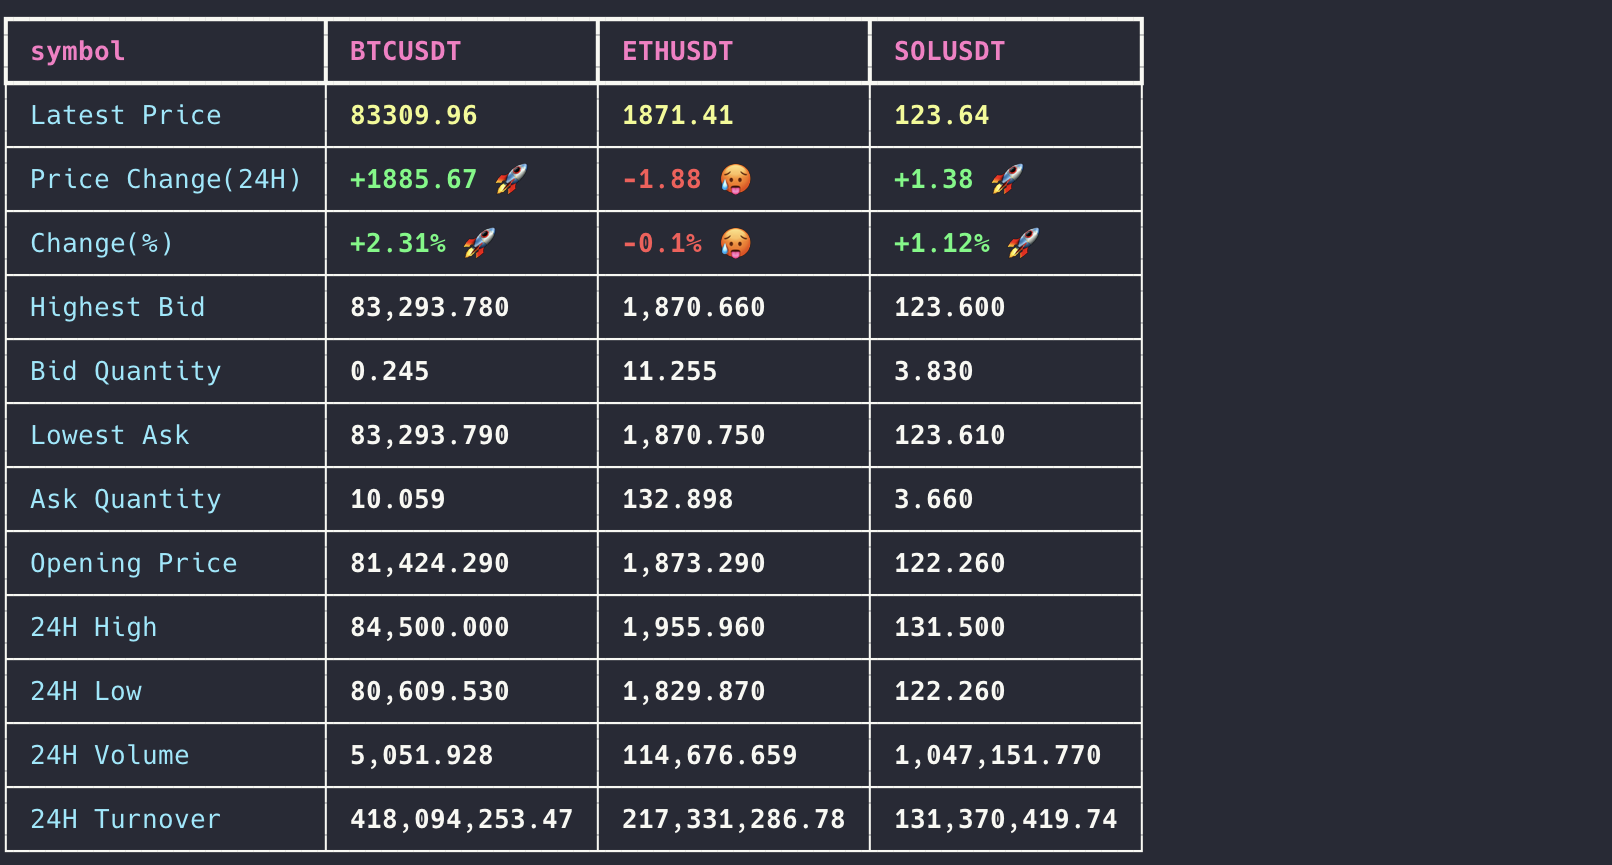 symbol BTCUSDT ETHUSDT SOLUSDT
Latest Price 83309.96 1871.41 123.64
Price Change(24H) +1885.67 🚀 -1.88 🥵 +1.38 🚀
Change(%) +2.31% 🚀 -0.1% 🥵 +1.12% 🚀
Highest Bid 83,293.780 1,870.660 123.600
Bid Quantity 0.245 11.255 3.830
Lowest Ask 83,293.790 1,870.750 123.610
Ask Quantity 10.059 132.898 3.660
Opening Price 81,424.290 1,873.290 122.260
24H High 84,500.000 1,955.960 131.500
24H Low 80,609.530 1,829.870 122.260
24H Volume 5,051.928 114,676.659 1,047,151.770
24H Turnover 418,094,253.47 217,331,286.78 131,370,419.74